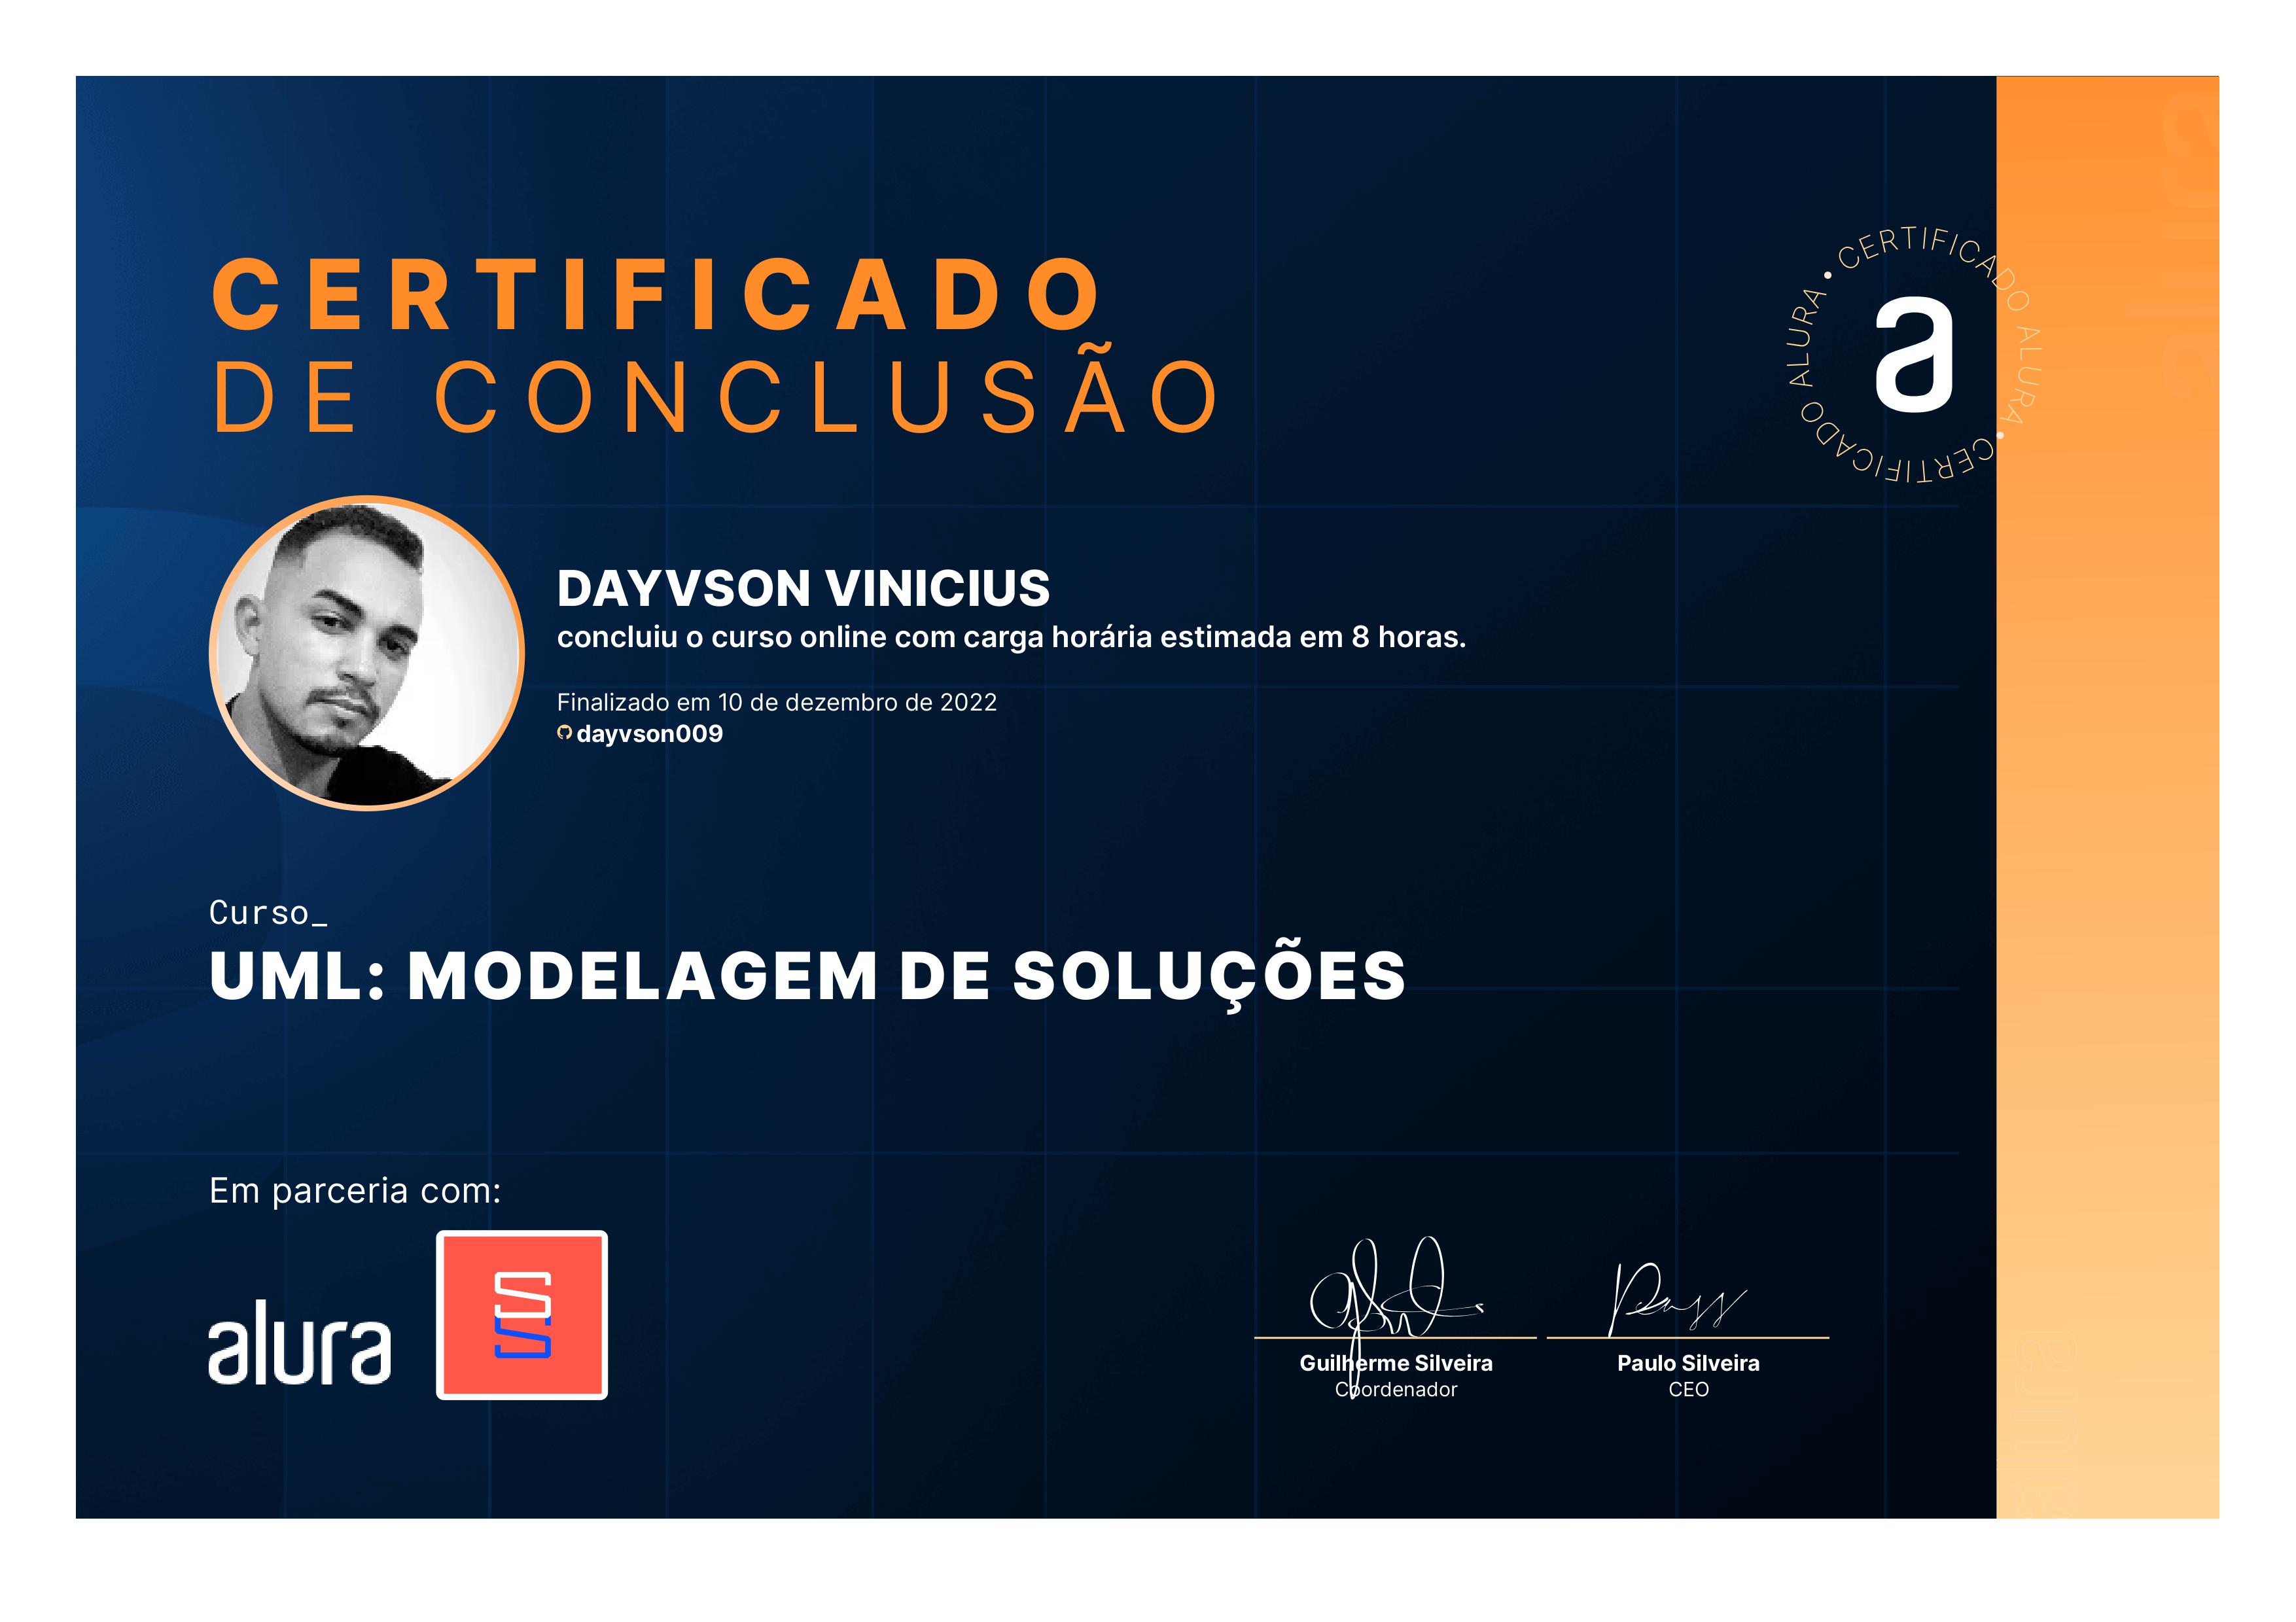 CERTIFICADO
DE CONCLUSÃO
CERTIFICADO ALURA • CERTIFICADO ALURA •
a
alura
DAYVSON VINICIUS
concluiu o curso online com carga horária estimada em 8 horas.
Finalizado em 10 de dezembro de 2022
dayvson009
Curso_
UML: MODELAGEM DE SOLUÇÕES
Em parceria com:
alura
Guilherme Silveira
Coordenador
Paulo Silveira
CEO
alura